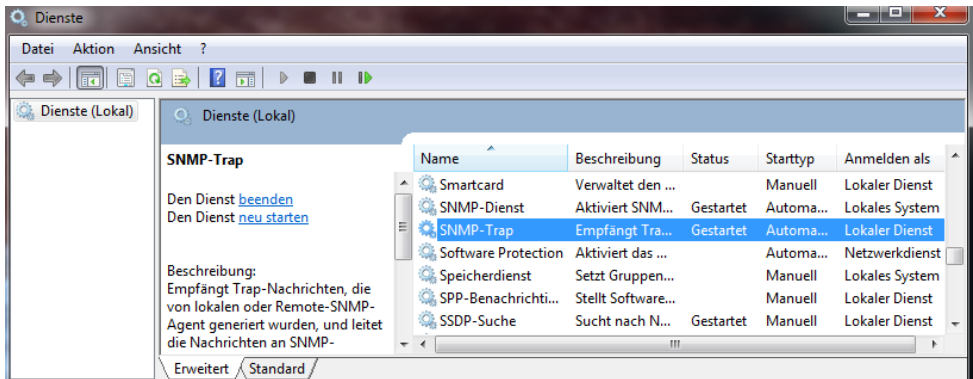 Dienste
Datei Aktion Ansicht ?
Dienste (Lokal)
Dienste (Lokal)
SNMP-Trap
Den Dienst beenden
Den Dienst neu starten
Beschreibung:
Empfängt Trap-Nachrichten, die
von lokalen oder Remote-SNMP-
Agent generiert wurden, und leitet
die Nachrichten an SNMP-
Name Beschreibung Status Starttyp Anmelden als
Smartcard Verwaltet den ... Manuell Lokaler Dienst
SNMP-Dienst Aktiviert SNM... Gestartet Automa... Lokales System
SNMP-Trap Empfängt Tra... Gestartet Automa... Lokaler Dienst
Software Protection Aktiviert das ... Automa... Netzwerkdienst
Speicherdienst Setzt Gruppen... Manuell Lokales System
SPP-Benachrichti... Stellt Software... Manuell Lokaler Dienst
SSDP-Suche Sucht nach N... Gestartet Manuell Lokaler Dienst
Erweitert Standard